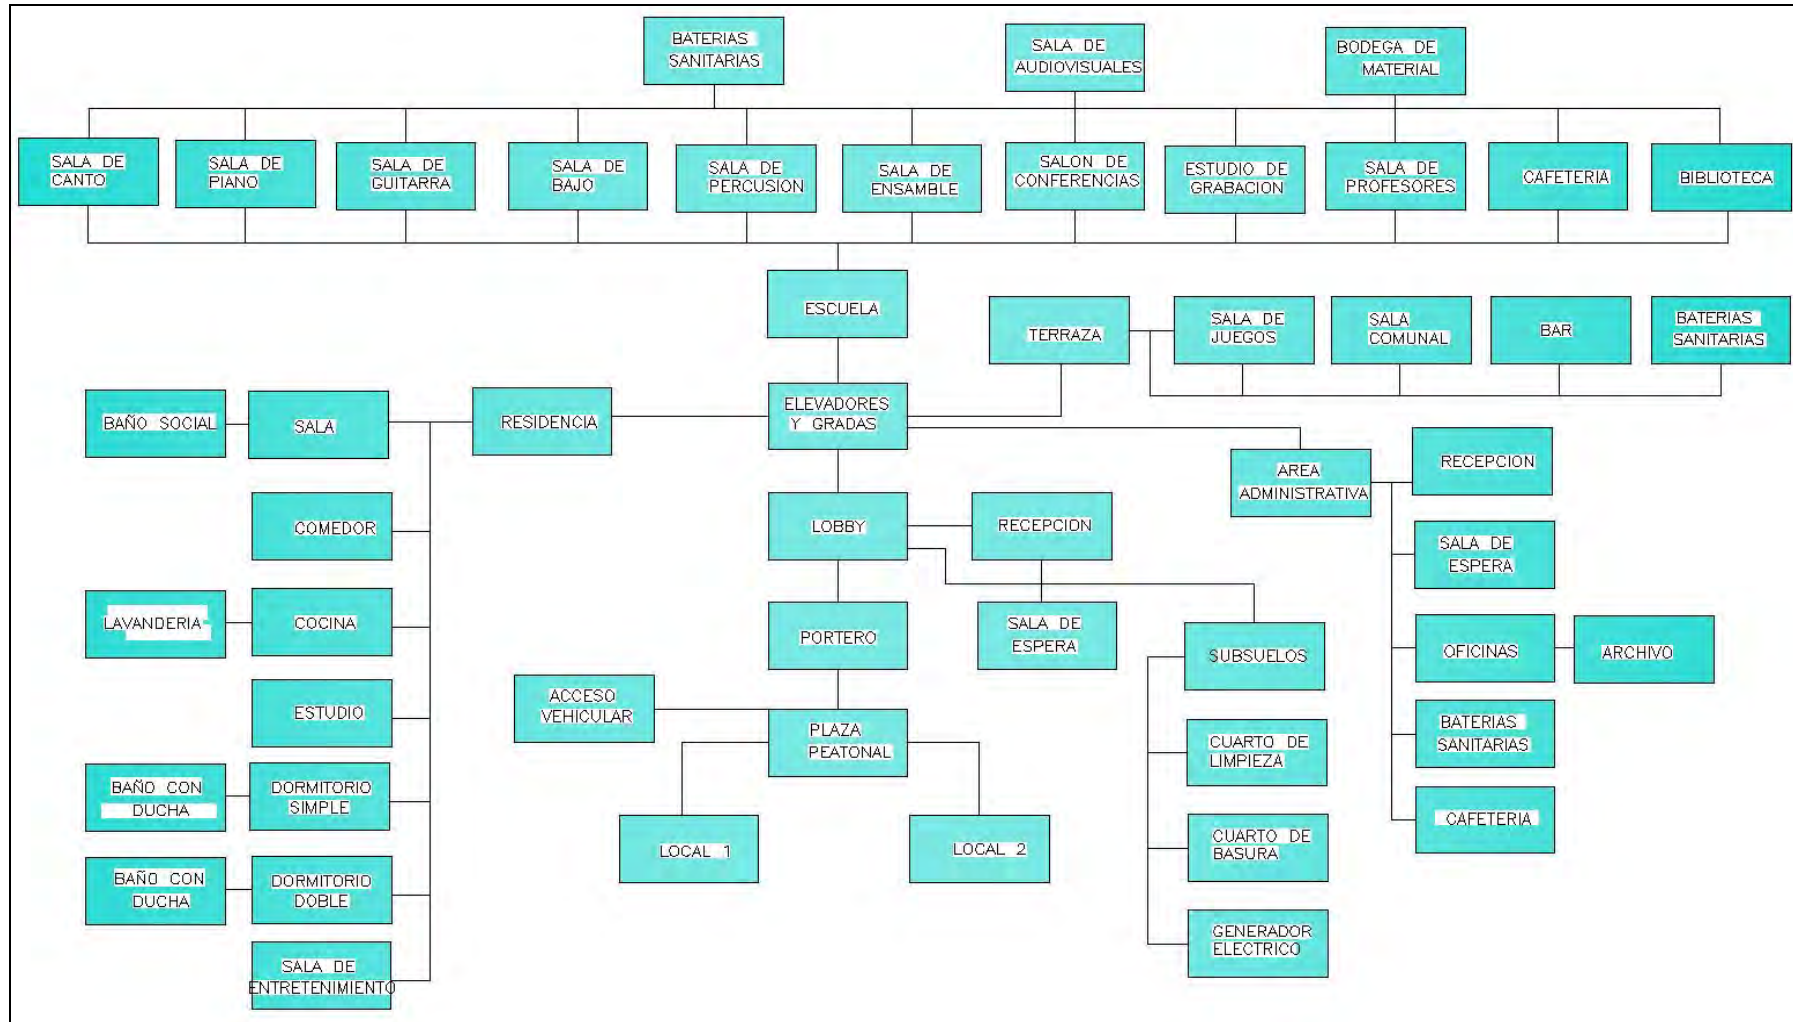 BATERIAS
SANITARIAS
SALA DE
AUDIOVISUALES
BODEGA DE
MATERIAL
SALA DE
CANTO
SALA DE
PIANO
SALA DE
GUITARRA
SALA DE
BAJO
SALA DE
PERCUSION
SALA DE
ENSAMBLE
SALON DE
CONFERENCIAS
ESTUDIO DE
GRABACION
SALA DE
PROFESORES
CAFETERIA
BIBLIOTECA
ESCUELA
TERRAZA
SALA DE
JUEGOS
SALA
COMUNAL
BAR
BATERIAS
SANITARIAS
BAÑO SOCIAL
SALA
RESIDENCIA
ELEVADORES
Y GRADAS
AREA
ADMINISTRATIVA
RECEPCION
COMEDOR
LOBBY
RECEPCION
SALA DE
ESPERA
LAVANDERIA
COCINA
PORTERO
SALA DE
ESPERA
SUBSUELOS
OFICINAS
ARCHIVO
ESTUDIO
ACCESO
VEHICULAR
PLAZA
PEATONAL
CUARTO DE
LIMPIEZA
BATERIAS
SANITARIAS
BAÑO CON
DUCHA
DORMITORIO
SIMPLE
LOCAL 1
LOCAL 2
CUARTO DE
BASURA
CAFETERIA
BAÑO CON
DUCHA
DORMITORIO
DOBLE
GENERADOR
ELECTRICO
SALA DE
ENTRETENIMIENTO